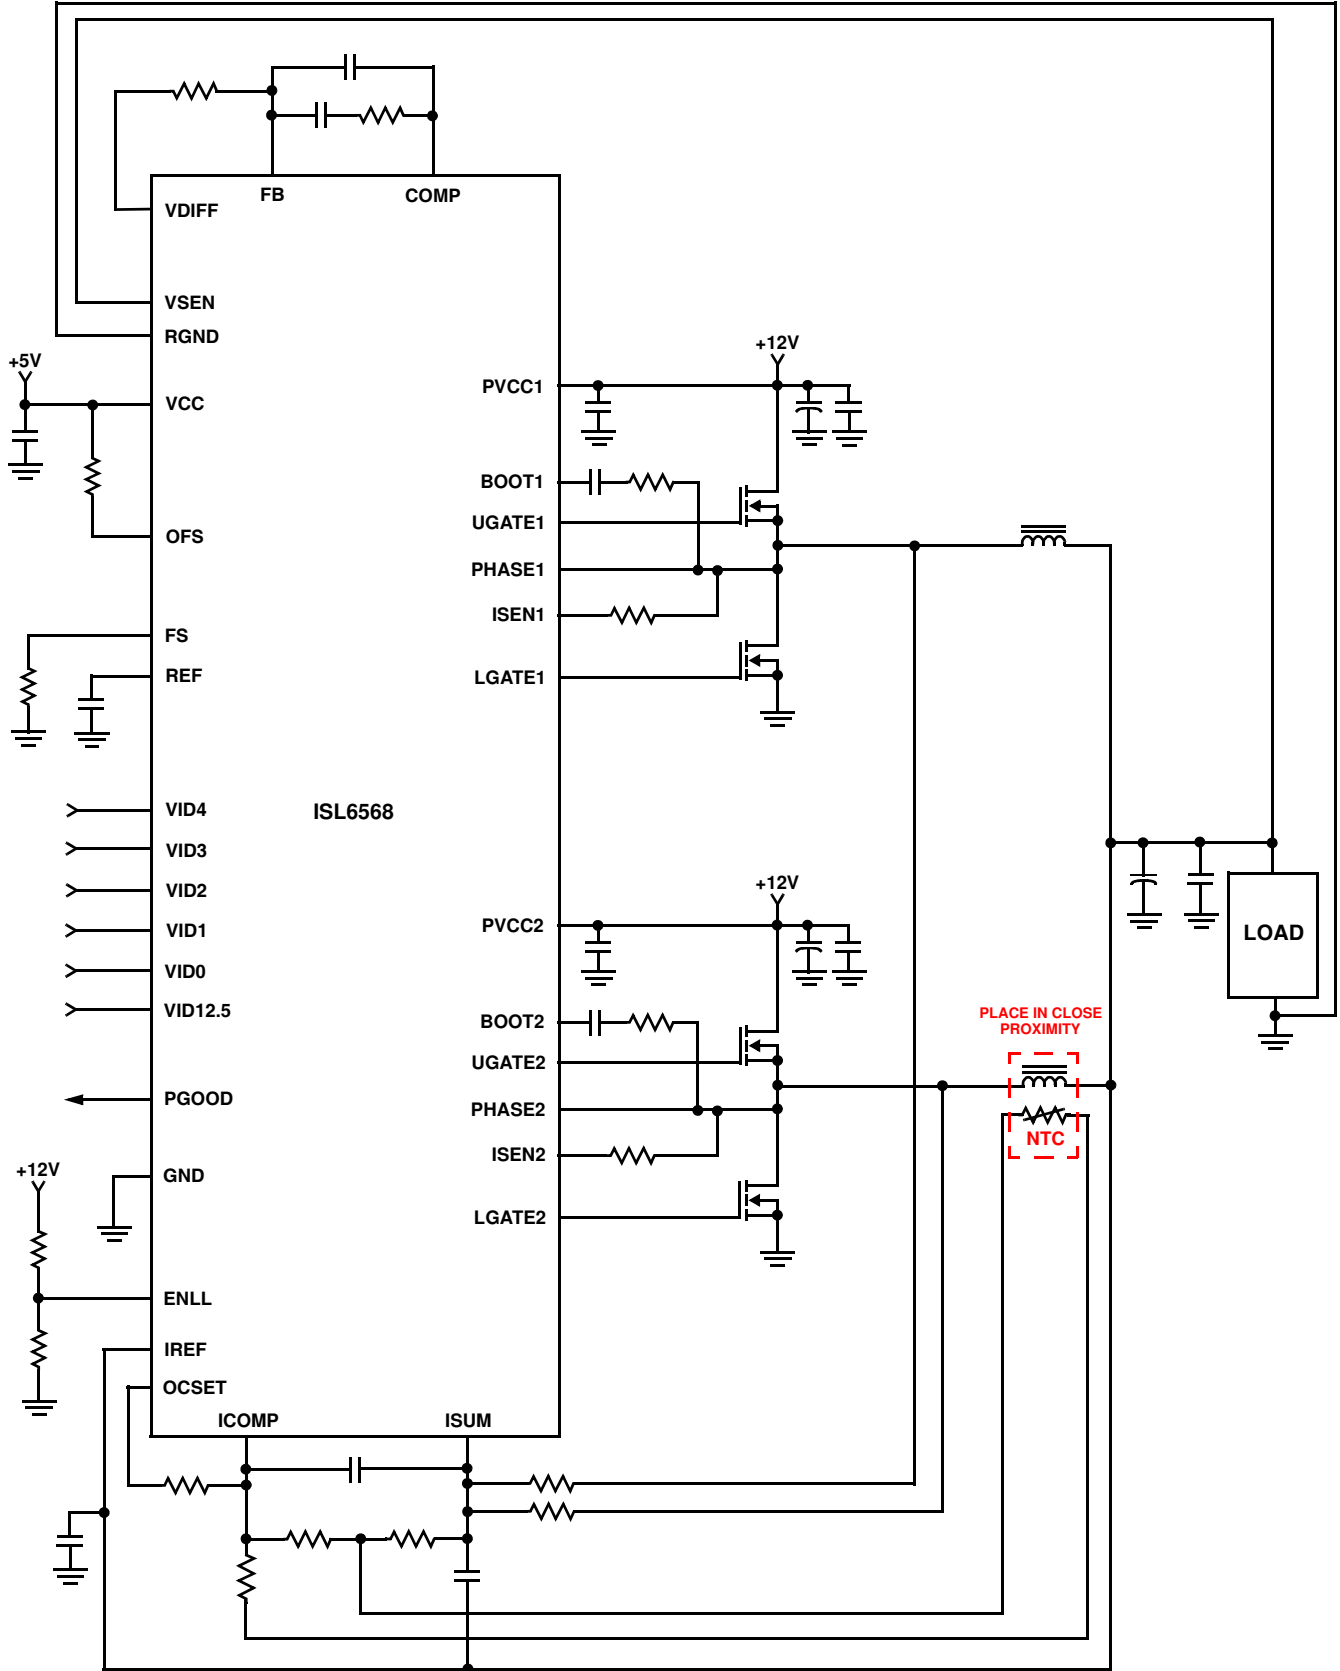 FB
COMP
VDIFF
VSEN
RGND
+5V
VCC
OFS
FS
REF
VID4
VID3
VID2
VID1
VID0
VID12.5
PGOOD
+12V
GND
ENLL
IREF
OCSET
ICOMP
ISUM
ISL6568
+12V
PVCC1
BOOT1
UGATE1
PHASE1
ISEN1
LGATE1
+12V
PVCC2
BOOT2
UGATE2
PHASE2
ISEN2
LGATE2
PLACE IN CLOSE
PROXIMITY
NTC
LOAD